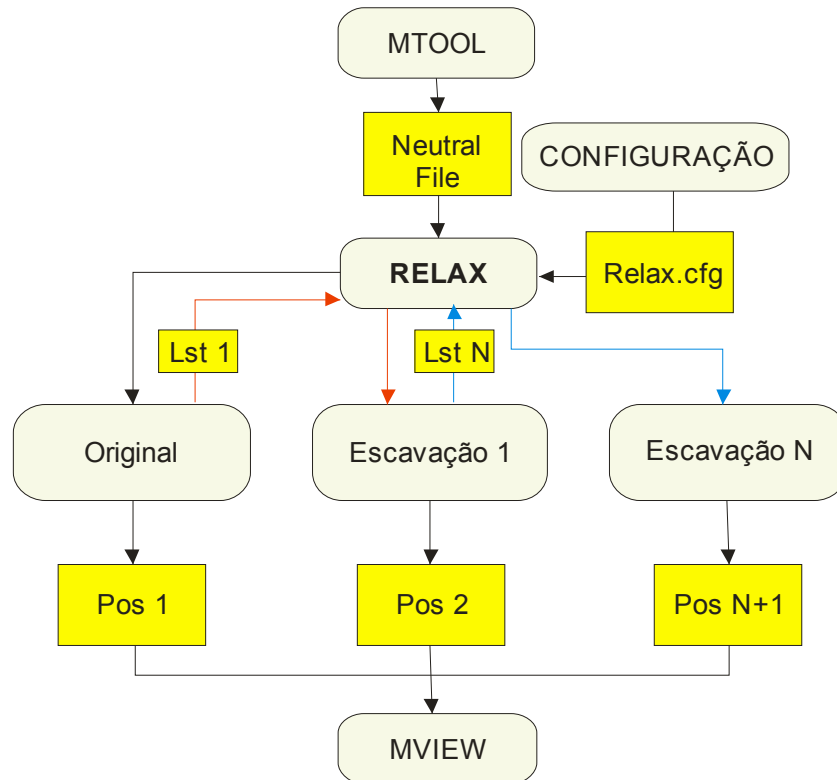 MTOOL
Neutral
File
CONFIGURAÇÃO
RELAX
Relax.cfg
Lst 1
Lst N
Original
Escavação 1
Escavação N
Pos 1
Pos 2
Pos N+1
MVIEW